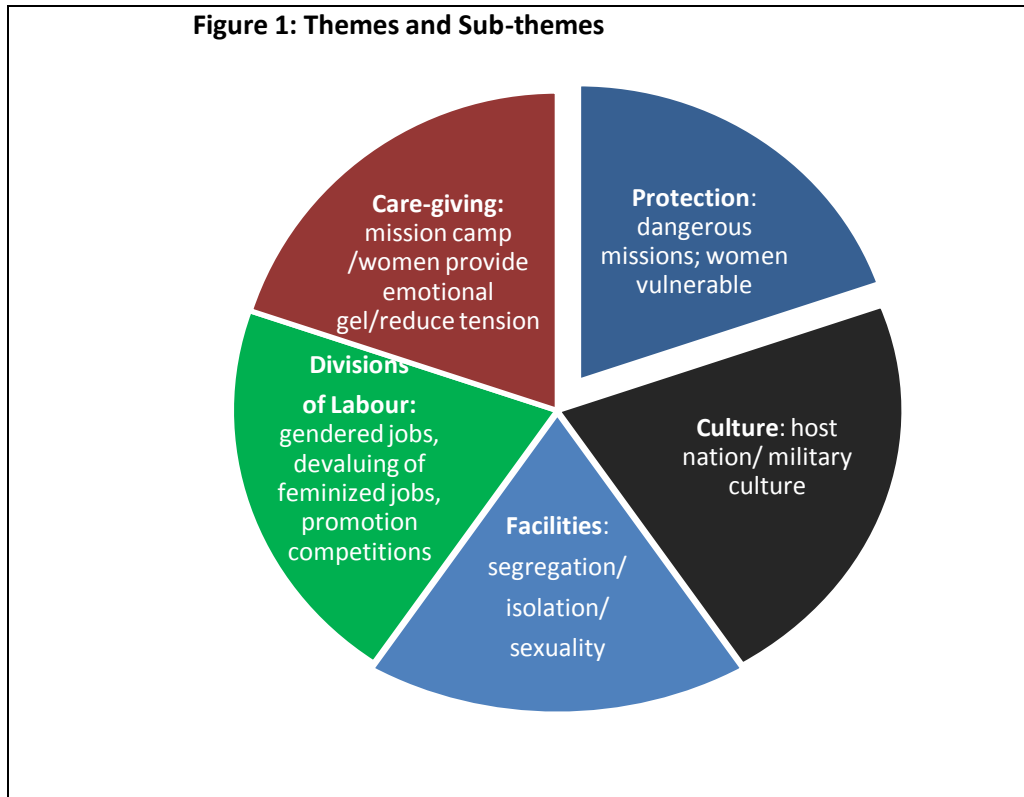 Figure 1: Themes and Sub-themes
Care-giving:
mission camp
/women provide
emotional
gel/reduce tension
Protection:
dangerous
missions; women
vulnerable
Divisions
of Labour:
gendered jobs,
devaluing of
feminized jobs,
promotion
competitions
Culture: host
nation/ military
culture
Facilities:
segregation/
isolation/
sexuality